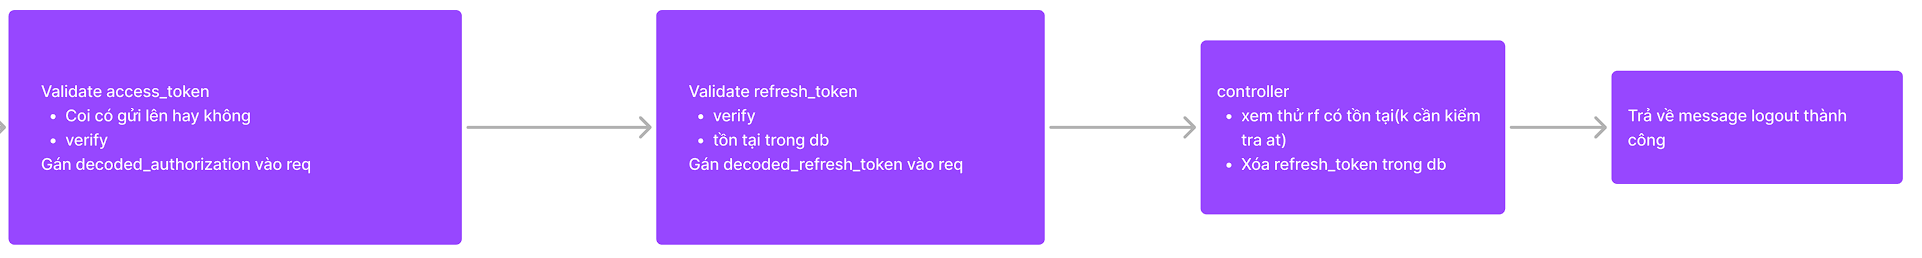 Validate access_token
• Coi có gửi lên hay không
• verify
Gán decoded_authorization vào req
Validate refresh_token
• verify
• tồn tại trong db
Gán decoded_refresh_token vào req
controller
• xem thử rf có tồn tại(k cần kiểm
tra at)
• Xóa refresh_token trong db
Trả về message logout thành
công